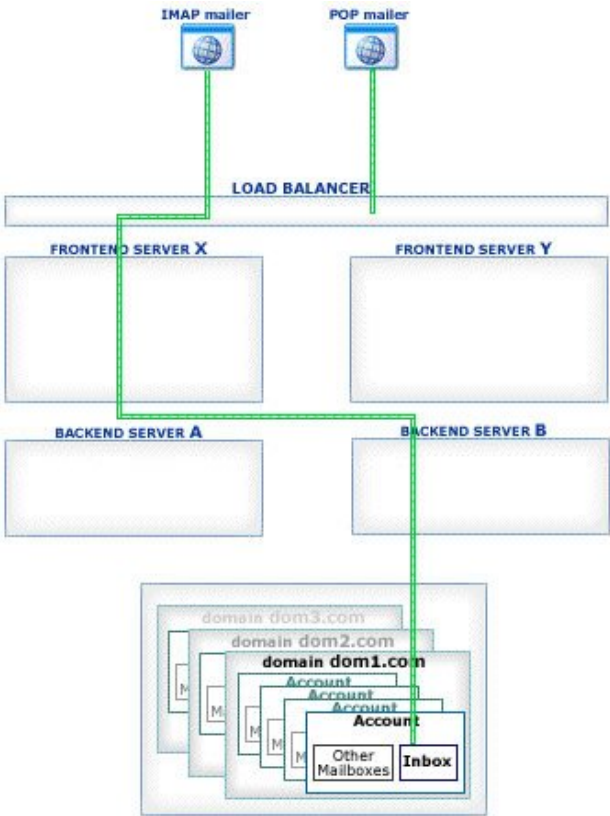 IMAP mailer
POP mailer
LOAD BALANCER
FRONTEND SERVER X
FRONTEND SERVER Y
BACKEND SERVER A
BACKEND SERVER B
domain dom3.com
domain dom2.com
domain dom1.com
Account
Account
Account
Account
M
M
M
M
M
Other
Mailboxes
Inbox